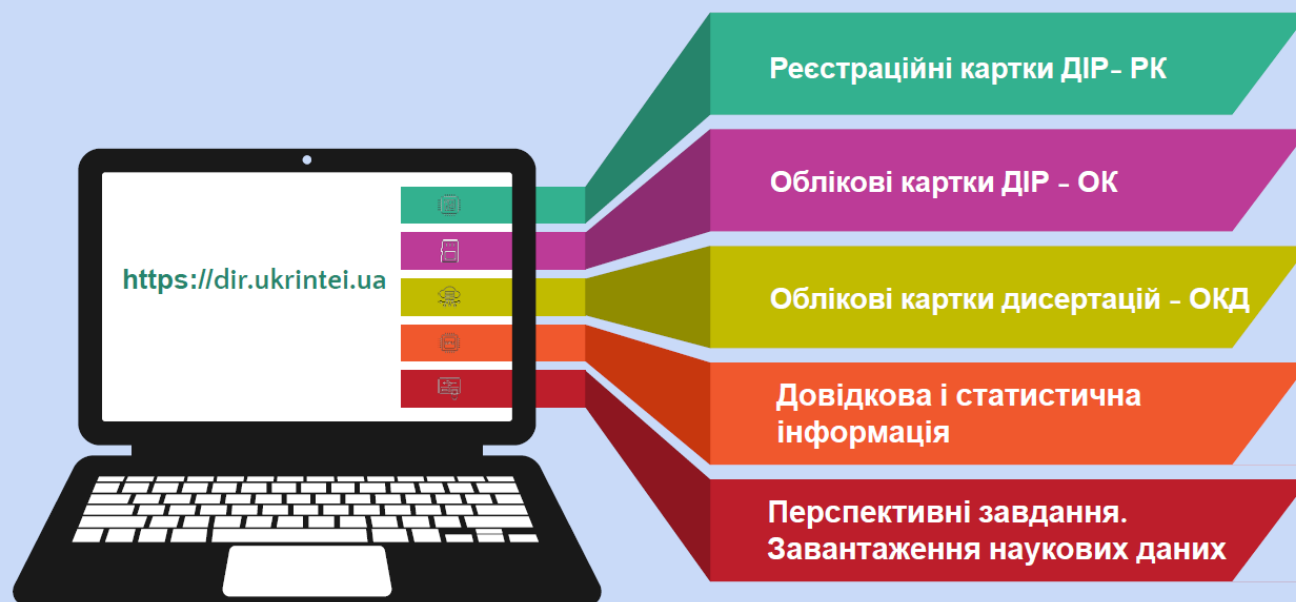 https://dir.ukrintei.ua
Реєстраційні картки ДІР- РК
Облікові картки ДІР - ОК
Облікові картки дисертацій - ОКД
Довідкова і статистична
інформація
Перспективні завдання.
Завантаження наукових даних